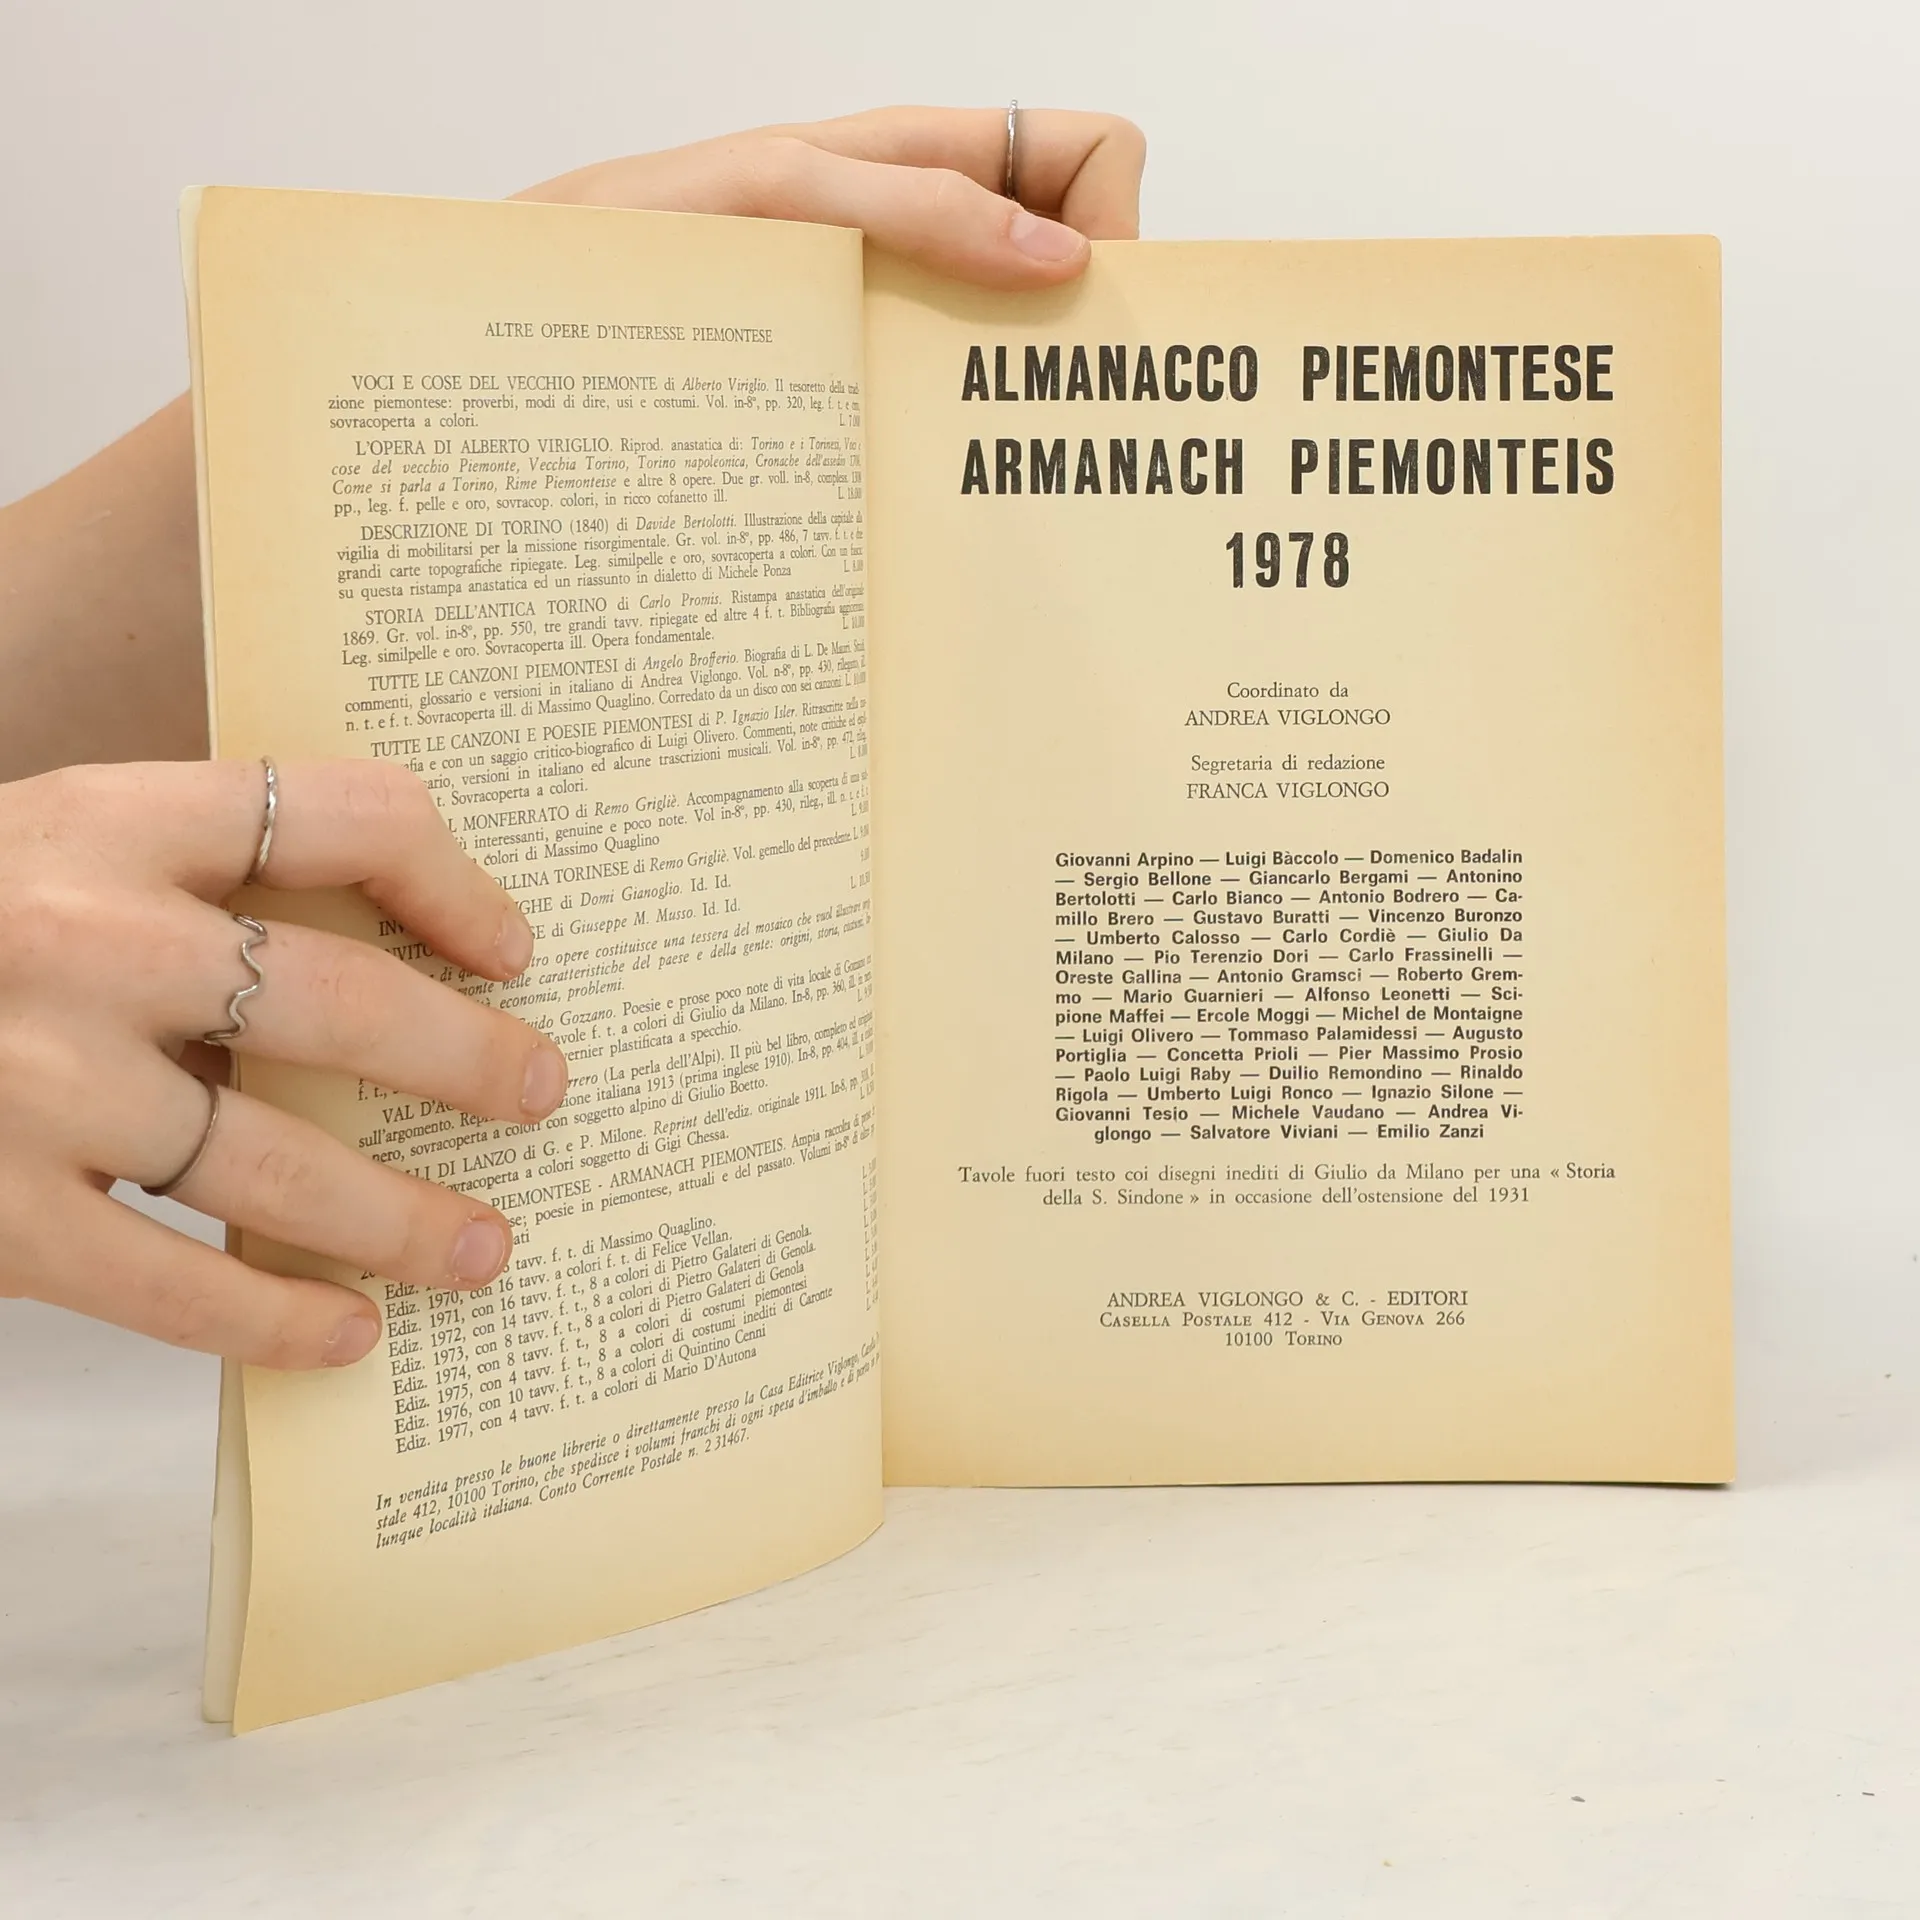 ALTRE OPERE D'INTERESSE PIEMONTESE
VOCI E COSE DEL VECCHIO PIEMONTE di Alberto Viriglio. Il tesoretto della
zione piemontese: proverbi, modi di dire, usi e costumi. Vol. in-8°, pp. 320, leg. f. t. e
sovracoperta a colori.
L'OPERA DI ALBERTO VIRIGLIO. Riprod. anastatica di: Torino e i Torinesi, Voci e
cose del vecchio Piemonte, Vecchia Torino, Torino napoleonica, Cronache dell'assedio
Come si parla a Torino, Rime Piemonteise e altre 8 opere. Due gr. voll. in-8, compless.
pp., leg. f. pelle e oro, sovracop. colori, in ricco cofanetto ill.
DESCRIZIONE DI TORINO (1840) di Davide Bertolotti. Illustrazione della capitale alla
vigilia di mobilitarsi per la missione risorgimentale. Gr. vol. in-8°, pp. 486, 7 tavv. f. t. e
grandi carte topografiche ripiegate. Leg. similpelle e oro, sovracoperta a colori. Con un
su questa ristampa anastatica ed un riassunto in dialetto di Michele Ponza
STORIA DELL'ANTICA TORINO di Carlo Promis. Ristampa anastatica dell'originale
1869. Gr. vol. in-8°, pp. 550, tre grandi tavv. ripiegate ed altre 4 f. t. Bibliografia
Leg. similpelle e oro. Sovracoperta ill. Opera fondamentale.
TUTTE LE CANZONI PIEMONTESI di Angelo Brofferio. Biografia di L. De Mauri.
commenti, glossario e versioni in italiano di Andrea Viglongo. Vol. n-8°, pp. 430,
n. t. e f. t. Sovracoperta ill. di Massimo Quaglino. Corredato da un disco con sei canzoni.
TUTTE LE CANZONI E POESIE PIEMONTESI di P. Ignazio Isler. Ritrascritte nella
e con un saggio critico-biografico di Luigi Olivero. Commenti, note critiche ed
versioni in italiano ed alcune trascrizioni musicali. Vol. in-8°, pp. 472,
t. Sovracoperta a colori.
MONFERRATO di Remo Grigliè. Accompagnamento alla scoperta di una
interessanti, genuine e poco note. Vol in-8°, pp. 430, rileg., ill. n. t. e
colori di Massimo Quaglino
TORINESE di Remo Grigliè. Vol. gemello del precedente.
di Domi Gianoglio. Id. Id.
di Giuseppe M. Musso. Id. Id.
opere costituisce una tessera del mosaico che vuol illustrare
nelle caratteristiche del paese e della gente: origini, storia,
economia, problemi.
Gozzano. Poesie e prose poco note di vita locale di
f. t. a colori di Giulio da Milano. In-8, pp. 360, ill.
plastificata a specchio.
(La perla dell'Alpi). Il più bel libro, completo ed
sull'argomento. italiana 1913 (prima inglese 1910). In-8, pp. 404, ill.
sovracoperta a colori con soggetto alpino di Giulio Boetto.
DI LANZO di G. e P. Milone. Reprint dell'ediz. originale 1911. In-8, pp.
a colori soggetto di Gigi Chessa.
PIEMONTESE - ARMANACH PIEMONTEIS. Ampia raccolta di prose
poesie in piemontese, attuali e del passato. Volumi in-8° di
tavv. f. t. di Massimo Quaglino.
Ediz. 1970, con 16 tavv. a colori f. t. di Felice Vellan.
Ediz. 1971, con 16 tavv. f. t., 8 a colori di Pietro Galateri di Genola.
Ediz. 1972, con 14 tavv. f. t., 8 a colori di Pietro Galateri di Genola.
Ediz. 1973, con 8 tavv. f. t., 8 a colori di Pietro Galateri di Genola
Ediz. 1974, con 8 tavv. f. t., 8 a colori di costumi piemontesi
Ediz. 1975, con 4 tavv. f. t., 8 a colori di costumi inediti di Caronte
Ediz. 1976, con 10 tavv. f. t., 8 a colori di Quintino Cenni
Ediz. 1977, con 4 tavv. f. t. a colori di Mario D'Autona
In vendita presso le buone librerie o direttamente presso la Casa Editrice Viglongo,
stale 412, 10100 Torino, che spedisce i volumi franchi di ogni spesa d'imballo e di porto
lunque località italiana. Conto Corrente Postale n. 2 31467.
ALMANACCO PIEMONTESE
ARMANACH PIEMONTEIS
1978
Coordinato da
ANDREA VIGLONGO
Segretaria di redazione
FRANCA VIGLONGO
Giovanni Arpino — Luigi Bàccolo — Domenico Badalin
— Sergio Bellone — Giancarlo Bergami — Antonino
Bertolotti — Carlo Bianco — Antonio Bodrero — Ca-
millo Brero — Gustavo Buratti — Vincenzo Buronzo
— Umberto Calosso — Carlo Cordiè — Giulio Da
Milano — Pio Terenzio Dori — Carlo Frassinelli —
Oreste Gallina — Antonio Gramsci — Roberto Grem-
mo — Mario Guarnieri — Alfonso Leonetti — Sci-
pione Maffei — Ercole Moggi — Michel de Montaigne
— Luigi Olivero — Tommaso Palamidessi — Augusto
Portiglia — Concetta Prioli — Pier Massimo Prosio
— Paolo Luigi Raby — Duilio Remondino — Rinaldo
Rigola — Umberto Luigi Ronco — Ignazio Silone —
Giovanni Tesio — Michele Vaudano — Andrea Vi-
glongo — Salvatore Viviani — Emilio Zanzi
Tavole fuori testo coi disegni inediti di Giulio da Milano per una « Storia
della S. Sindone » in occasione dell'ostensione del 1931
ANDREA VIGLONGO & C. - EDITORI
CASELLA POSTALE 412 - VIA GENOVA 266
10100 TORINO